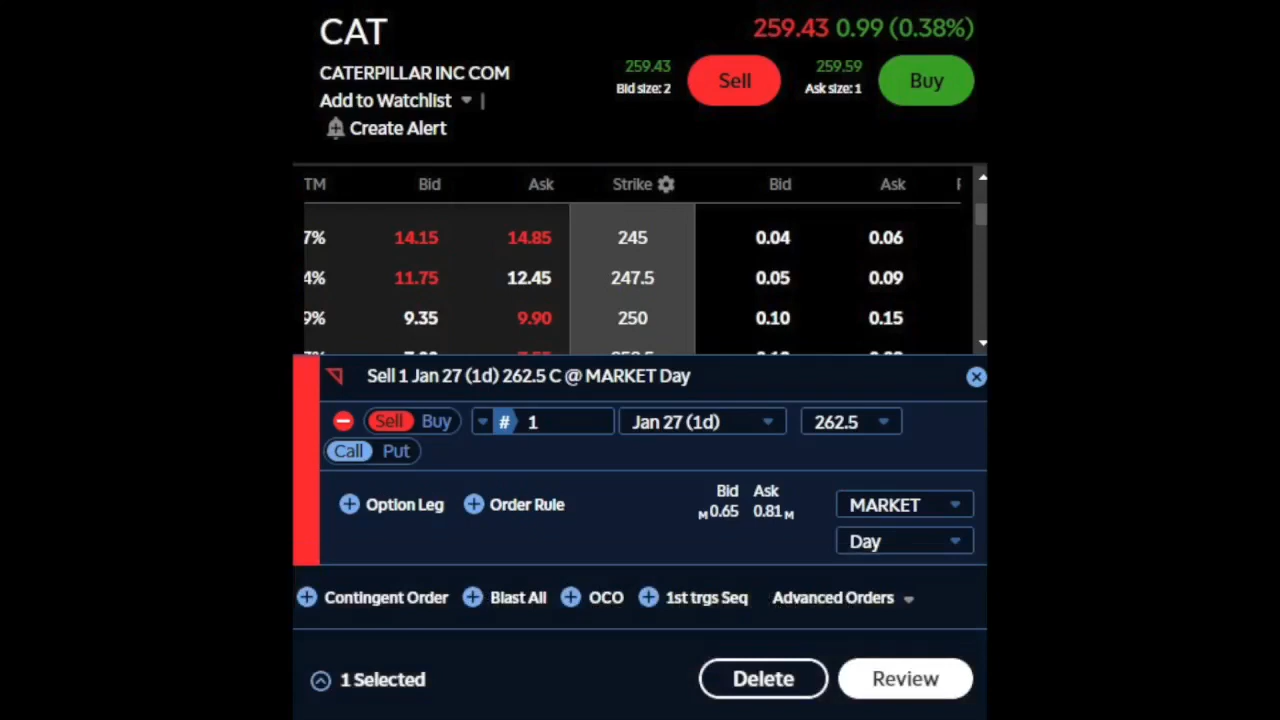 CAT
259.43 0.99 (0.38%)
CATERPILLAR INC COM
259.43
Bid size: 2
Sell
259.59
Ask size: 1
Buy
Add to Watchlist |
Create Alert
TM Bid Ask Strike Bid Ask
7% 14.15 14.85 245 0.04 0.06
4% 11.75 12.45 247.5 0.05 0.09
9% 9.35 9.90 250 0.10 0.15
Sell 1 Jan 27 (1d) 262.5 C @ MARKET Day
Sell Buy # 1 Jan 27 (1d) 262.5
Call Put
Option Leg Order Rule
Bid Ask
M 0.65 0.81 M
MARKET
Day
Contingent Order Blast All OCO 1st trgs Seq Advanced Orders
1 Selected Delete Review